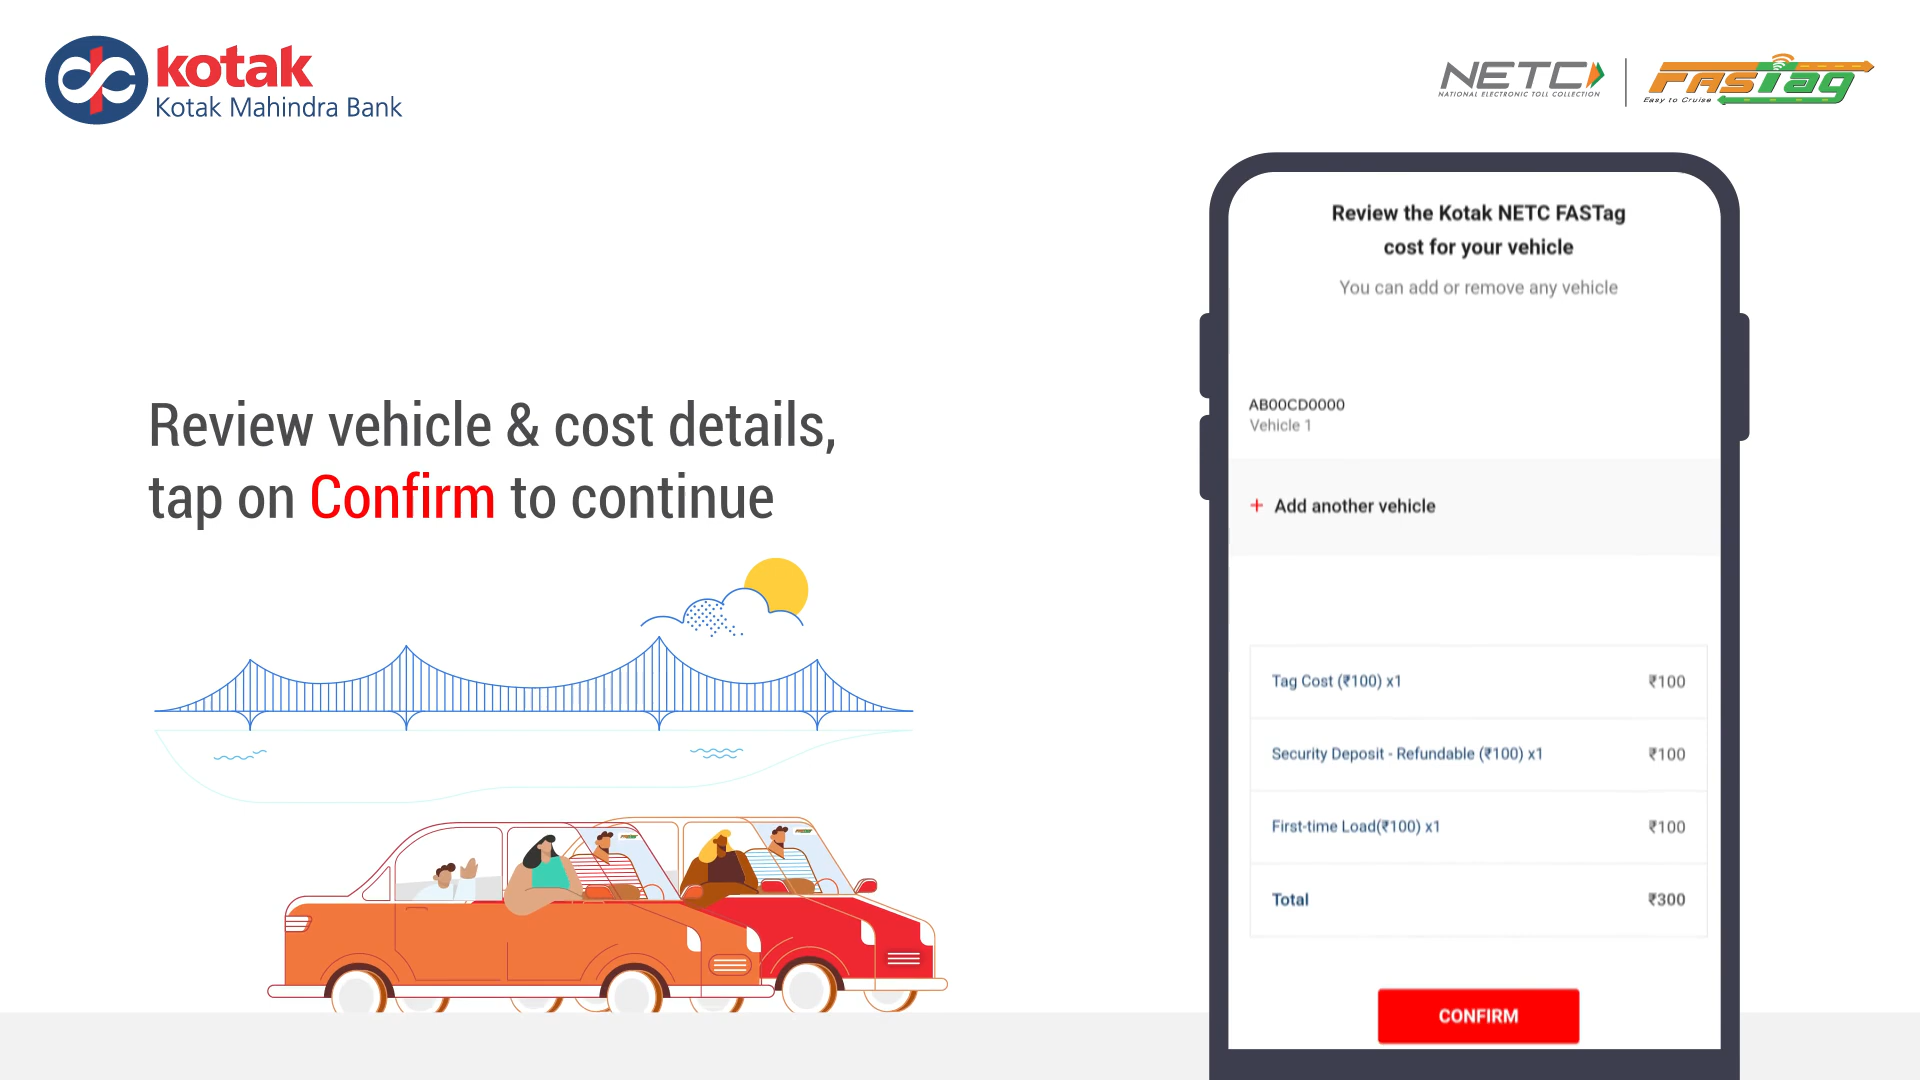 kotak
Kotak Mahindra Bank
NETC
NATIONAL ELECTRONIC TOLL COLLECTION
FASTag
Easy to Cruise
Review vehicle & cost details,
tap on Confirm to continue
Review the Kotak NETC FASTag
cost for your vehicle
You can add or remove any vehicle
AB00CD0000
Vehicle 1
+ Add another vehicle
Tag Cost (₹100) x1 ₹100
Security Deposit - Refundable (₹100) x1 ₹100
First-time Load(₹100) x1 ₹100
Total ₹300
CONFIRM